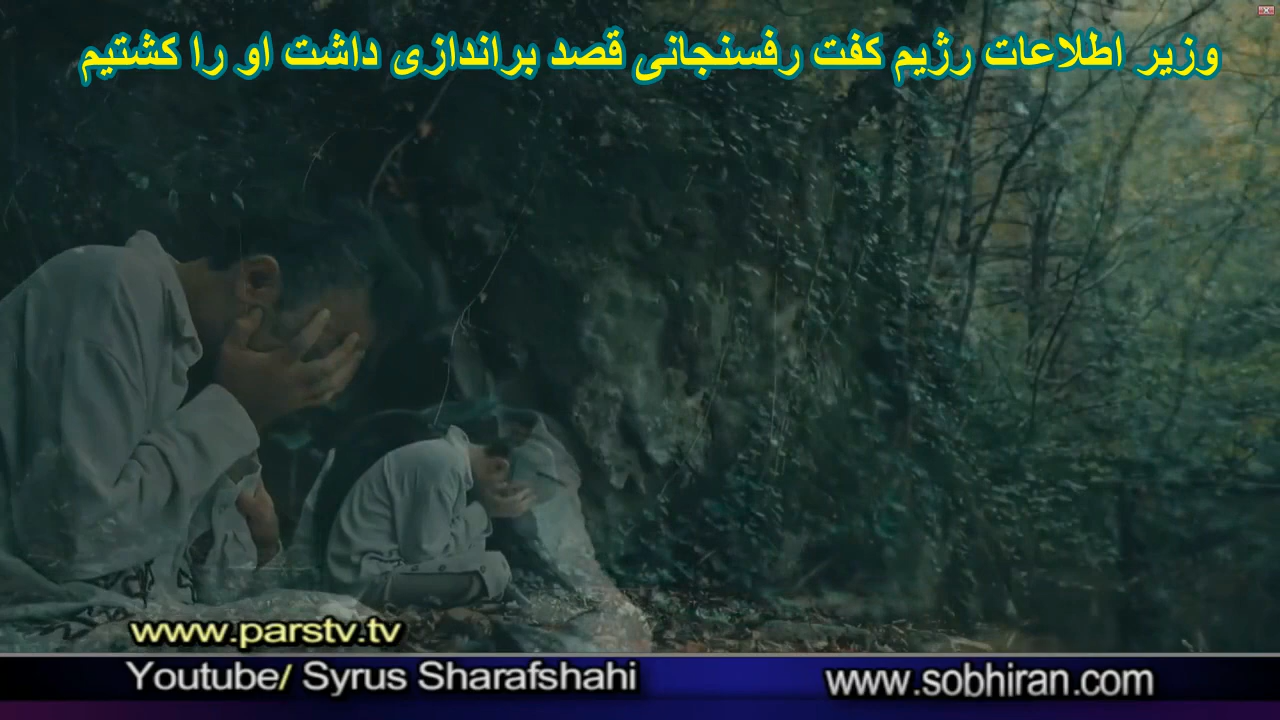 وزیر اطلاعات رژیم کفت رفسنجانی قصد براندازی داشت او را کشتیم
www.parstv.tv
Youtube/ Syrus Sharafshahi
www.sobhiran.com